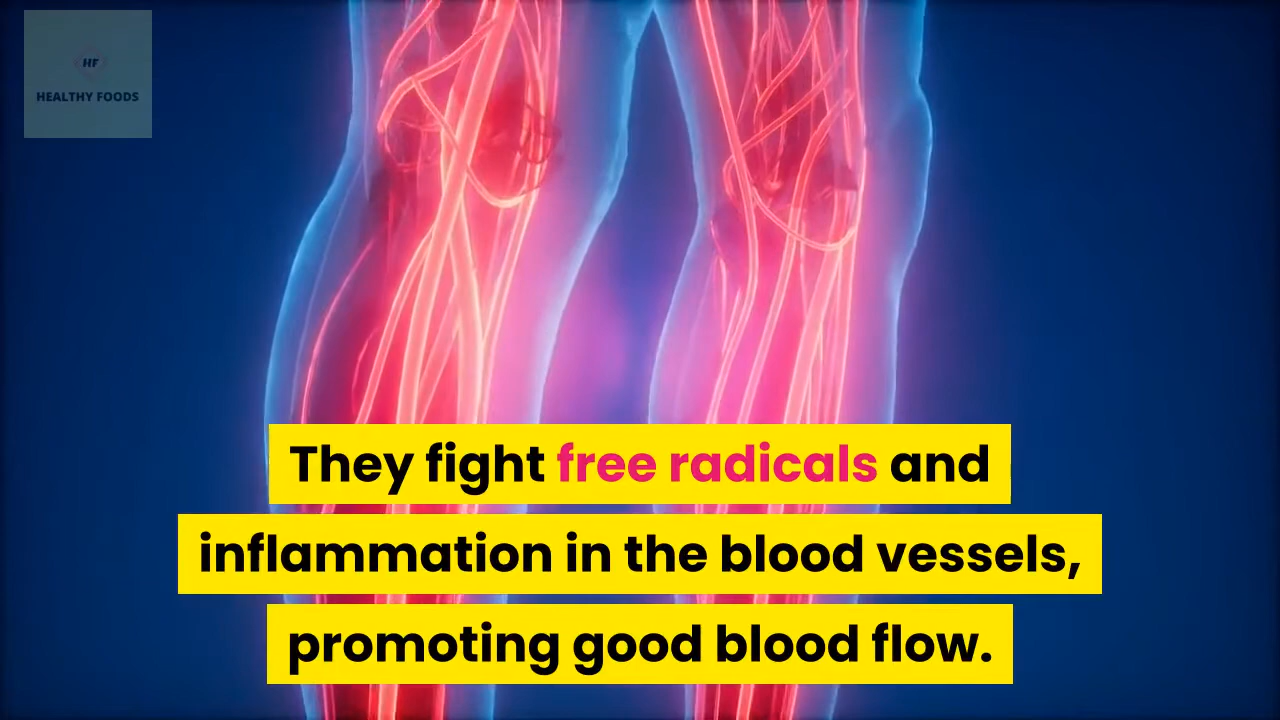 HF
HEALTHY FOODS
They fight free radicals and
inflammation in the blood vessels,
promoting good blood flow.